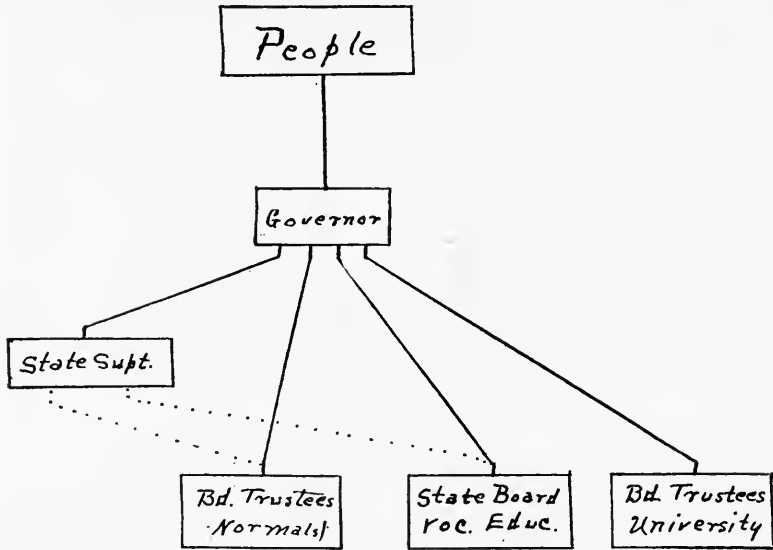 People
Governor
State Supt.
Bd. Trustees
Normals
State Board
Voc. Educ.
Bd. Trustees
University